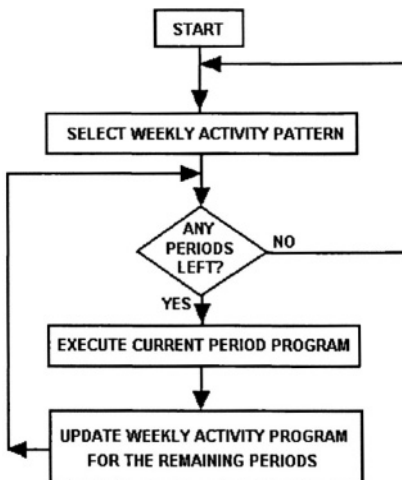 START
SELECT WEEKLY ACTIVITY PATTERN
ANY
PERIODS
LEFT?
NO
YES
EXECUTE CURRENT PERIOD PROGRAM
UPDATE WEEKLY ACTIVITY PROGRAM
FOR THE REMAINING PERIODS